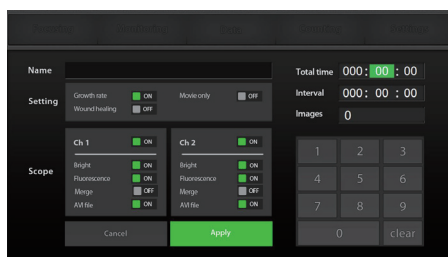 Name
Total time 000: 00 : 00
Interval 000: 00 : 00
Images 0
Setting
Growth rate ON
Movie only OFF
Wound healing OFF
Scope
Ch 1 ON
Bright ON
Fluorescence ON
Merge OFF
AVI file ON
Ch 2 ON
Bright ON
Fluorescence ON
Merge OFF
AVI file ON
1 2 3
4 5 6
7 8 9
0 clear
Cancel
Apply